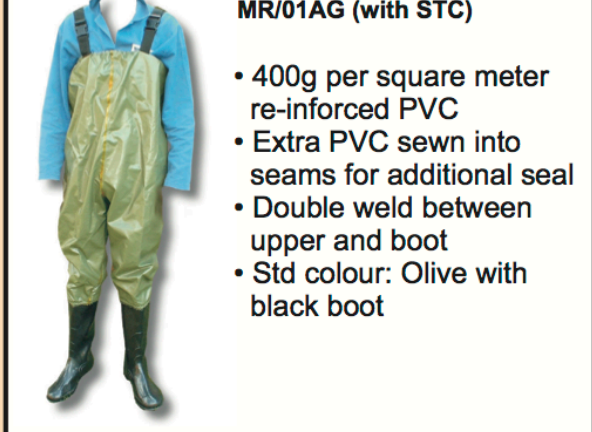 MR/01AG (with STC)
• 400g per square meter
re-inforced PVC
• Extra PVC sewn into
seams for additional seal
• Double weld between
upper and boot
• Std colour: Olive with
black boot